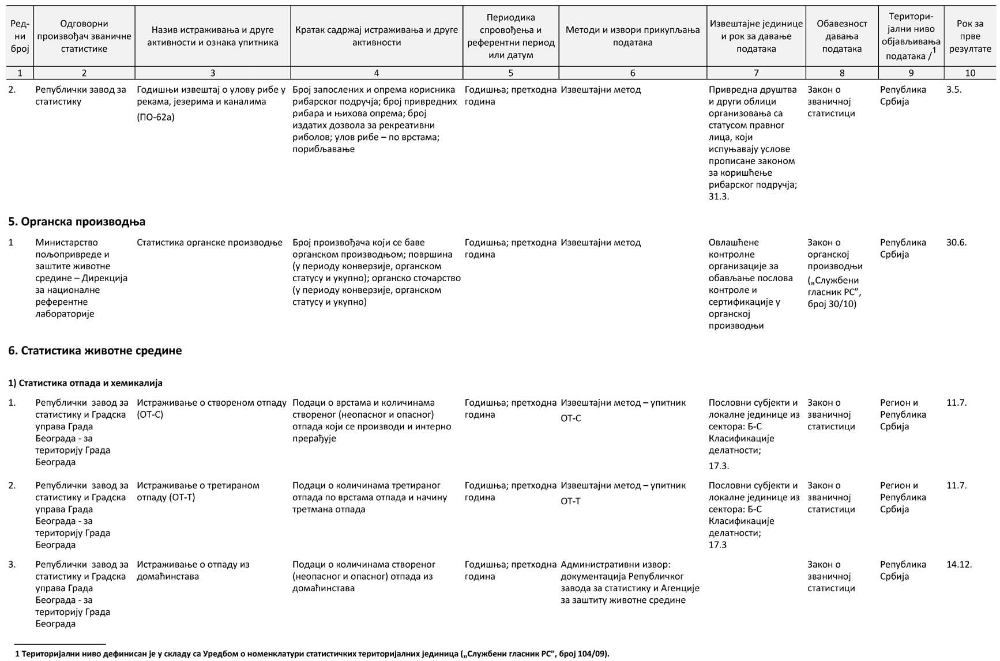 Ред-
ни
број
Одговорни
произвођач званичне
статистике
Назив истраживања и друге
активности и ознака упитника
Кратак садржај истраживања и друге
активности
Периодика
спровођења и
референтни период
или датум
Методи и извори прикупљања
података
Извештајне јединице
и рок за давање
података
Обавезност
давања
података
Територи-
јални ниво
објављивања
података /1
Рок за
прве
резултате
1 2 3 4 5 6 7 8 9 10
2.
Републички завод за
статистику
Годишњи извештај о улову рибе у
рекама, језерима и каналима
(ПО-62а)
Број запослених и опрема корисника
рибарског подручја; број привредних
рибара и њихова опрема; број
издатих дозвола за рекреативни
риболов; улов рибе – по врстама;
порибљавање
Годишња; претходна
година
Извештајни метод
Привредна друштва
и други облици
организовања са
статусом правног
лица, који
испуњавају услове
прописане законом
за коришћење
рибарског подручја;
31.3.
Закон о
званичној
статистици
Република
Србија
3.5.
5. Органска производња
1
Министарство
пољопривреде и
заштите животне
средине – Дирекција
за националне
референтне
лабораторије
Статистика органске производње
Број произвођача који се баве
органском производњом; површина
(у периоду конверзије, органском
статусу и укупно); органско сточарство
(у периоду конверзије, органском
статусу и укупно)
Годишња; претходна
година
Извештајни метод
Овлашћене
контролне
организације за
обављање послова
контроле и
сертификације у
органској
производњи
Закон о
органској
производњи
(„Службени
гласник РС”,
број 30/10)
Република
Србија
30.6.
6. Статистика животне средине
1) Статистика отпада и хемикалија
1.
Републички завод за
статистику и Градска
управа Града
Београда - за
територију Града
Београда
Истраживање о створеном отпаду
(ОТ-С)
Подаци о врстама и количинама
створеног (неопасног и опасног)
отпада који се производи и интерно
прерађује
Годишња; претходна
година
Извештајни метод – упитник
ОТ-С
Пословни субјекти и
локалне јединице из
сектора: Б-С
Класификације
делатности;
17.3.
Закон о
званичној
статистици
Регион и
Република
Србија
11.7.
2.
Републички завод за
статистику и Градска
управа Града
Београда - за
територију Града
Београда
Истраживање о третираном
отпаду (ОТ-Т)
Подаци о количинама третираног
отпада по врстама отпада и начину
третмана отпада
Годишња; претходна
година
Извештајни метод – упитник
ОТ-Т
Пословни субјекти и
локалне јединице из
сектора: Б-С
Класификације
делатности;
17.3
Закон о
званичној
статистици
Регион и
Република
Србија
11.7.
3.
Републички завод за
статистику и Градска
управа Града
Београда - за
територију Града
Београда
Истраживање о отпаду из
домаћинстава
Подаци о количинама створеног
(неопасног и опасног) отпада из
домаћинстава
Годишња; претходна
година
Административни извор:
документација Републичког
завода за статистику и Агенције
за заштиту животне средине
Закон о
званичној
статистици
Република
Србија
14.12.
1 Територијални ниво дефинисан је у складу са Уредбом о номенклатури статистичких територијалних јединица („Службени гласник РС”, број 104/09).